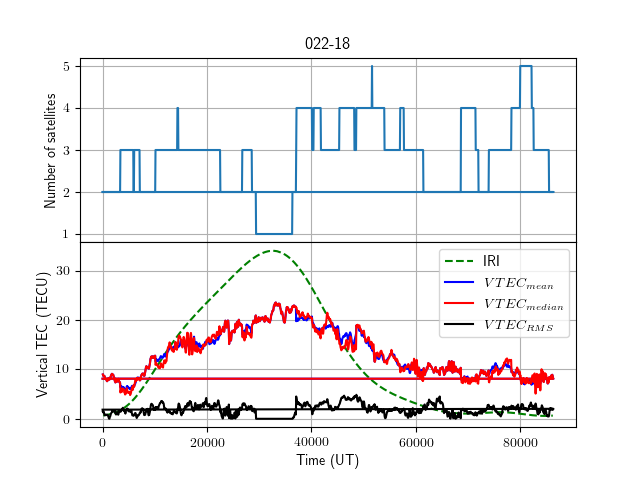 022-18
Number of satellites
5
4
3
2
1
Vertical TEC (TECU)
30
20
10
0
IRI
VTEC_mean
VTEC_median
VTEC_RMS
0 20000 40000 60000 80000
Time (UT)